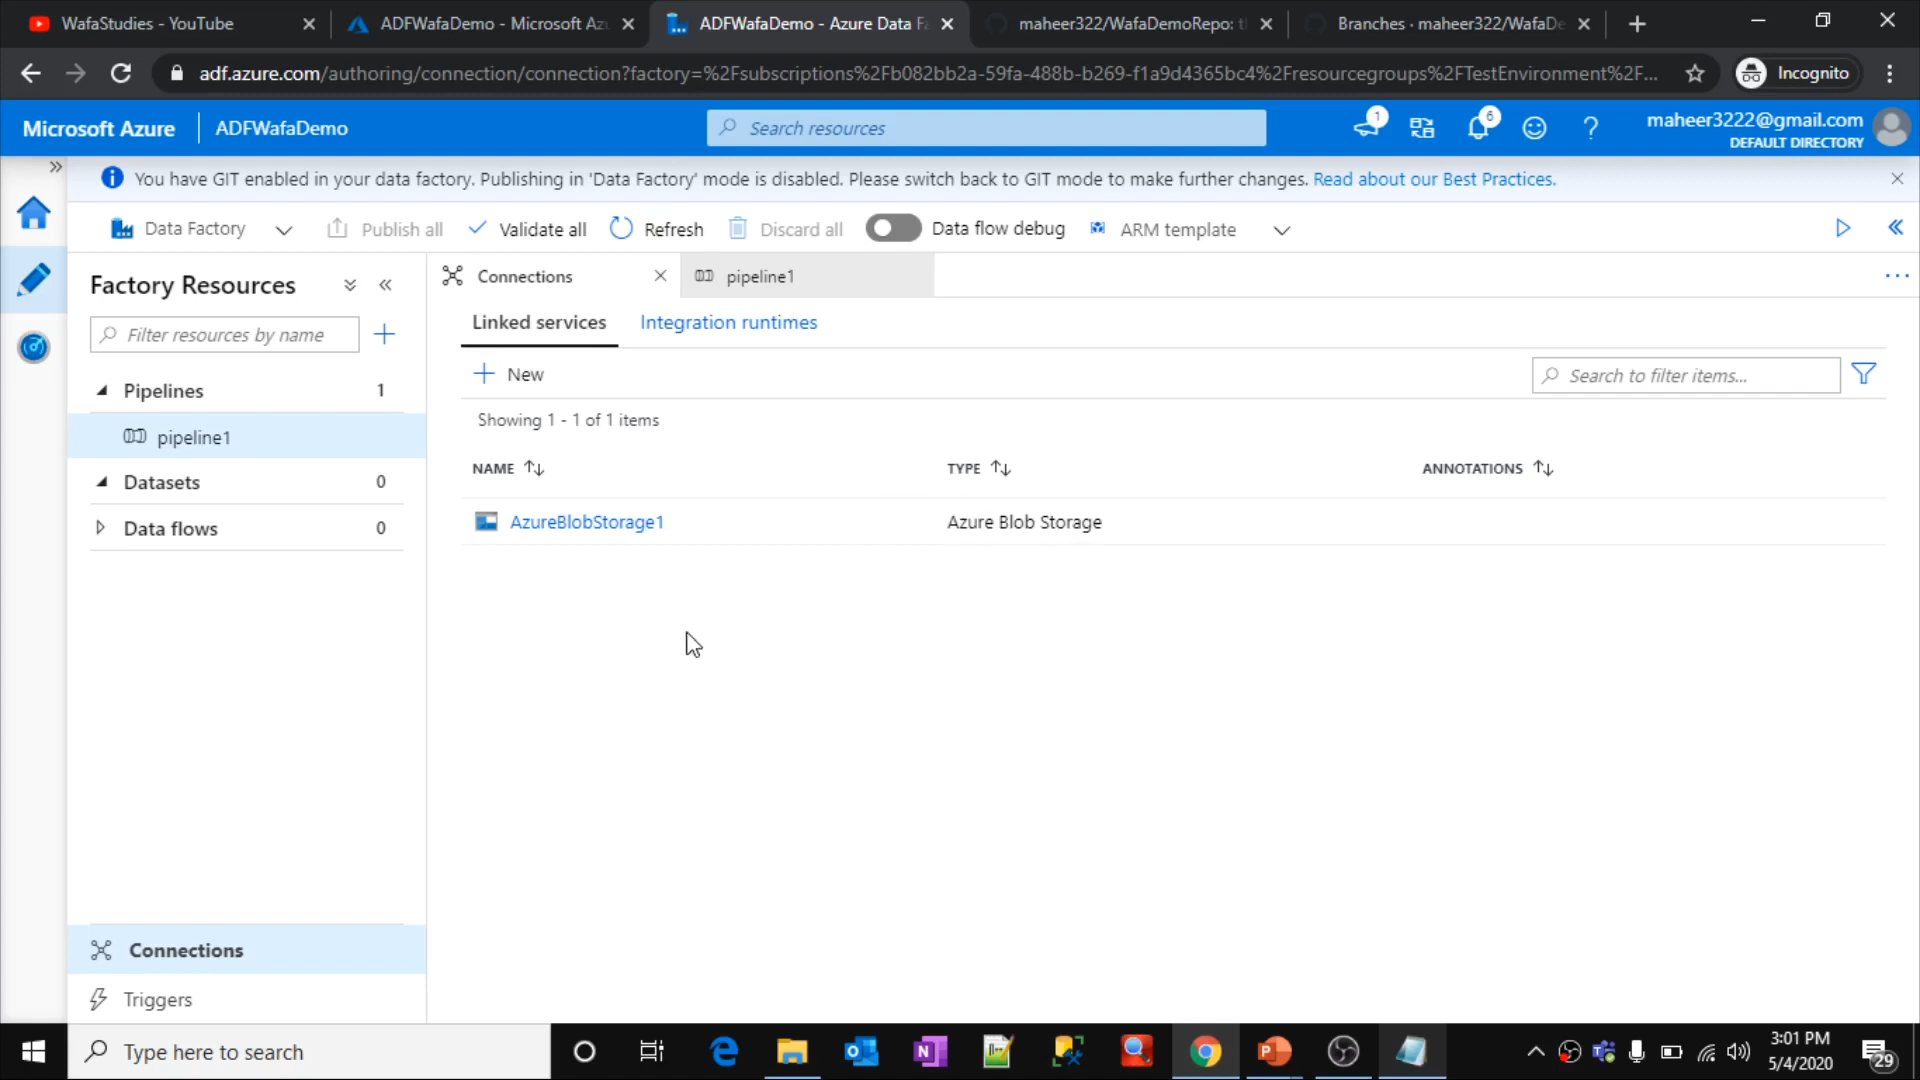 WafaStudies - YouTube
ADFWafaDemo - Microsoft Az
ADFWafaDemo - Azure Data F
maheer322/WafaDemoRepo: t
Branches · maheer322/WafaDe
adf.azure.com/authoring/connection/connection?factory=%2Fsubscriptions%2Fb082bb2a-59fa-488b-b269-f1a9d4365bc4%2Fresourcegroups%2FTestEnvironment%2F...
Incognito
Microsoft Azure
ADFWafaDemo
Search resources
1
6
?
maheer3222@gmail.com
DEFAULT DIRECTORY
You have GIT enabled in your data factory. Publishing in 'Data Factory' mode is disabled. Please switch back to GIT mode to make further changes. Read about our Best Practices.
Data Factory
Publish all
Validate all
Refresh
Discard all
Data flow debug
ARM template
Factory Resources
Connections
pipeline1
Filter resources by name
Linked services
Integration runtimes
New
Search to filter items...
Pipelines 1
pipeline1
Datasets 0
Data flows 0
Showing 1 - 1 of 1 items
NAME
TYPE
ANNOTATIONS
AzureBlobStorage1
Azure Blob Storage
Connections
Triggers
Type here to search
3:01 PM
5/4/2020
29